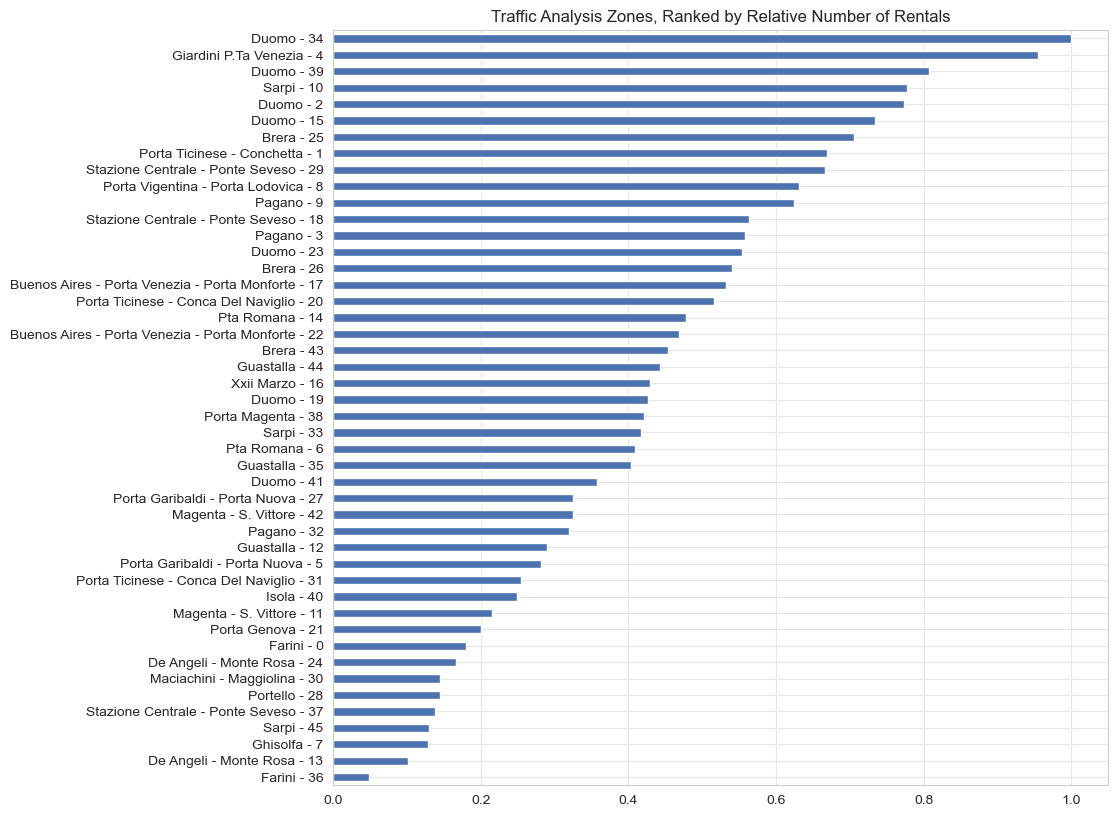 Traffic Analysis Zones, Ranked by Relative Number of Rentals
Duomo - 34
Giardini P.Ta Venezia - 4
Duomo - 39
Sarpi - 10
Duomo - 2
Duomo - 15
Brera - 25
Porta Ticinese - Conchetta - 1
Stazione Centrale - Ponte Seveso - 29
Porta Vigentina - Porta Lodovica - 8
Pagano - 9
Stazione Centrale - Ponte Seveso - 18
Pagano - 3
Duomo - 23
Brera - 26
Buenos Aires - Porta Venezia - Porta Monforte - 17
Porta Ticinese - Conca Del Naviglio - 20
Pta Romana - 14
Buenos Aires - Porta Venezia - Porta Monforte - 22
Brera - 43
Guastalla - 44
Xxii Marzo - 16
Duomo - 19
Porta Magenta - 38
Sarpi - 33
Pta Romana - 6
Guastalla - 35
Duomo - 41
Porta Garibaldi - Porta Nuova - 27
Magenta - S. Vittore - 42
Pagano - 32
Guastalla - 12
Porta Garibaldi - Porta Nuova - 5
Porta Ticinese - Conca Del Naviglio - 31
Isola - 40
Magenta - S. Vittore - 11
Porta Genova - 21
Farini - 0
De Angeli - Monte Rosa - 24
Maciachini - Maggiolina - 30
Portello - 28
Stazione Centrale - Ponte Seveso - 37
Sarpi - 45
Ghisolfa - 7
De Angeli - Monte Rosa - 13
Farini - 36
0.0 0.2 0.4 0.6 0.8 1.0